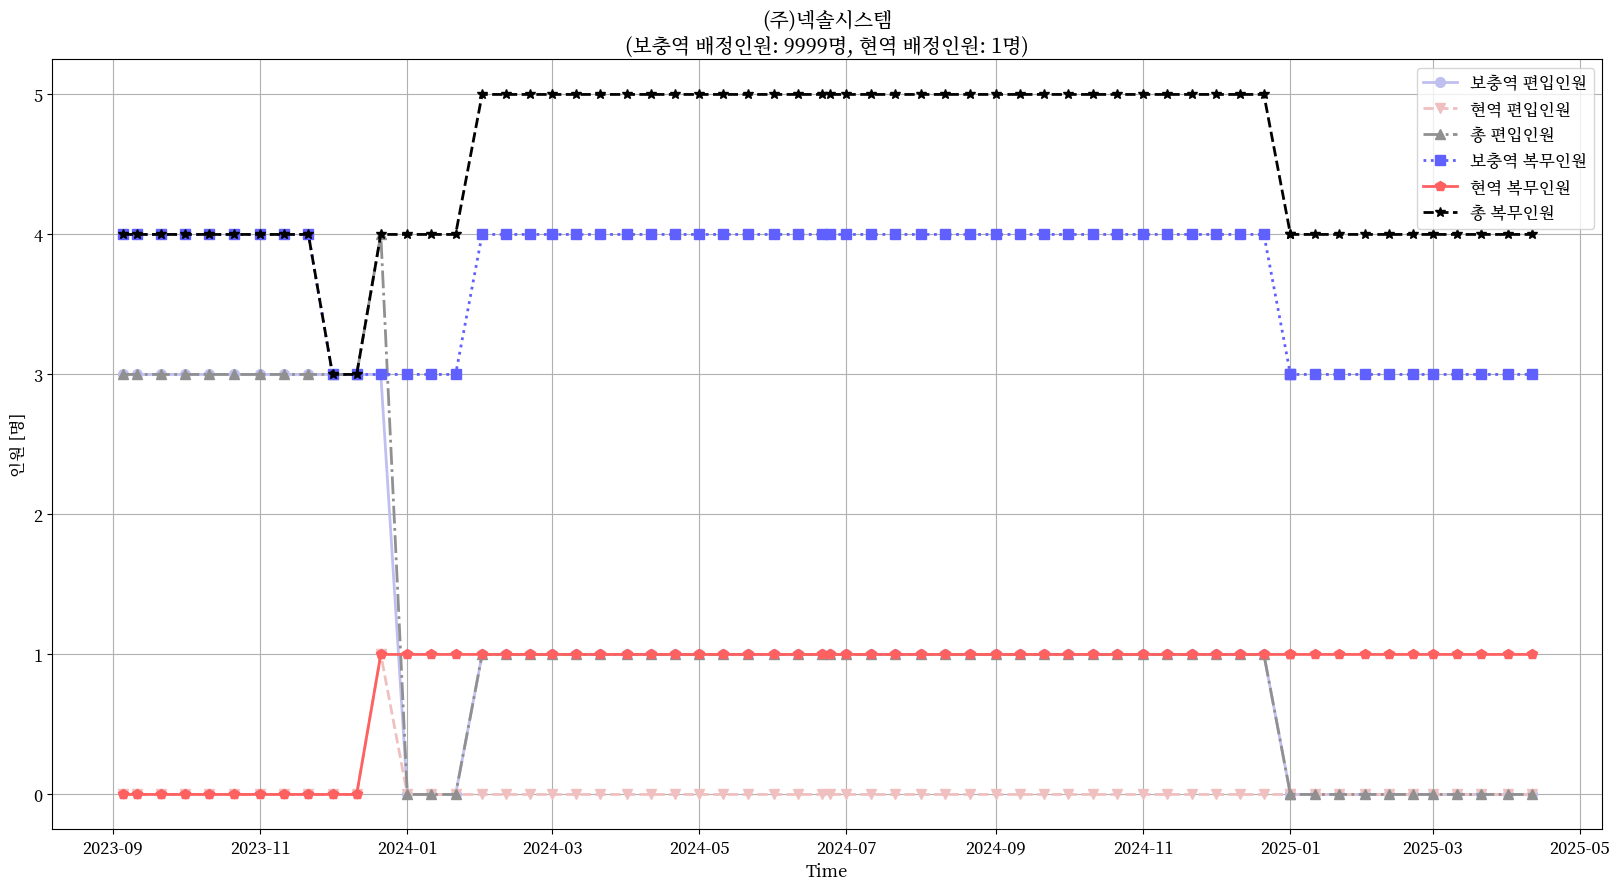 (주)넥솔시스템
(보충역 배정인원: 9999명, 현역 배정인원: 1명)
보충역 편입인원
현역 편입인원
총 편입인원
보충역 복무인원
현역 복무인원
총 복무인원
인원 [명]
5
4
3
2
1
0
2023-09
2023-11
2024-01
2024-03
2024-05
2024-07
2024-09
2024-11
2025-01
2025-03
2025-05
Time